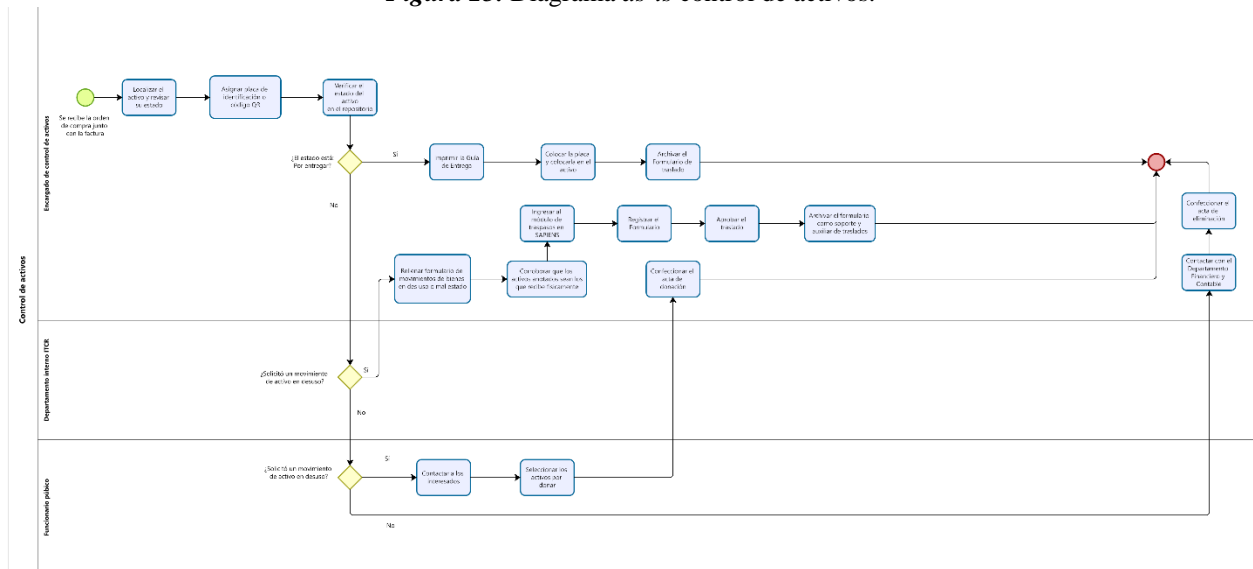 Diagrama as-is control de activos.
Control de activos
Encargado de control de activos
Se recibe la orden
de compra junto
con la factura
Localizar el
activo y revisar
su estado
Asignar placa de
identificación o
código QR
Verificar el
estado del
activo
en el repositorio
¿El estado está
Por entregar?
Sí
No
Imprimir la Guía
de Entrega
Colocar la placa
y colocarla en el
activo
Archivar el
Formulario de
traslado
Rellenar formulario de
movimientos de bienes
en desuso o mal estado
Corroborar que los
activos anotados sean los
que recibe físicamente
Ingresar al
módulo de
traspasos en
SAPIENS
Registrar el
Formulario
Aprobar el
traslado
Archivar el formulario
como soporte y
auxiliar de traslados
Confeccionar el
acta de
donación
Confeccionar el
acta de
eliminación
Contactar con el
Departamento
Financiero y
Contable
Departamento interno ITCR
¿Solicitó un movimiento
de activo en desuso?
Sí
No
Funcionario púbico
¿Solicitó un movimiento
de activo en desuso?
Sí
No
Contactar a los
interesados
Seleccionar los
activos por
donar